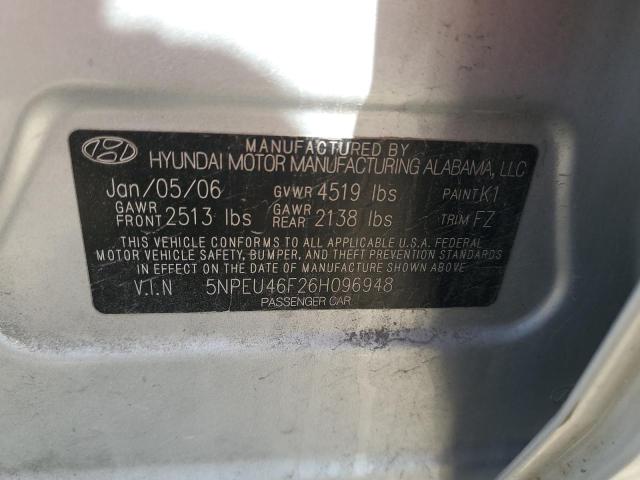 MANUFACTURED BY
HYUNDAI MOTOR MANUFACTURING ALABAMA, LLC
Jan/05/06 GVWR 4519 lbs PAINT K1
GAWR FRONT 2513 lbs GAWR REAR 2138 lbs TRIM FZ
THIS VEHICLE CONFORMS TO ALL APPLICABLE U.S.A. FEDERAL
MOTOR VEHICLE SAFETY, BUMPER, AND THEFT PREVENTION STANDARDS
IN EFFECT ON THE DATE OF MANUFACTURE SHOWN ABOVE.
V.I.N 5NPEU46F26H096948
PASSENGER CAR